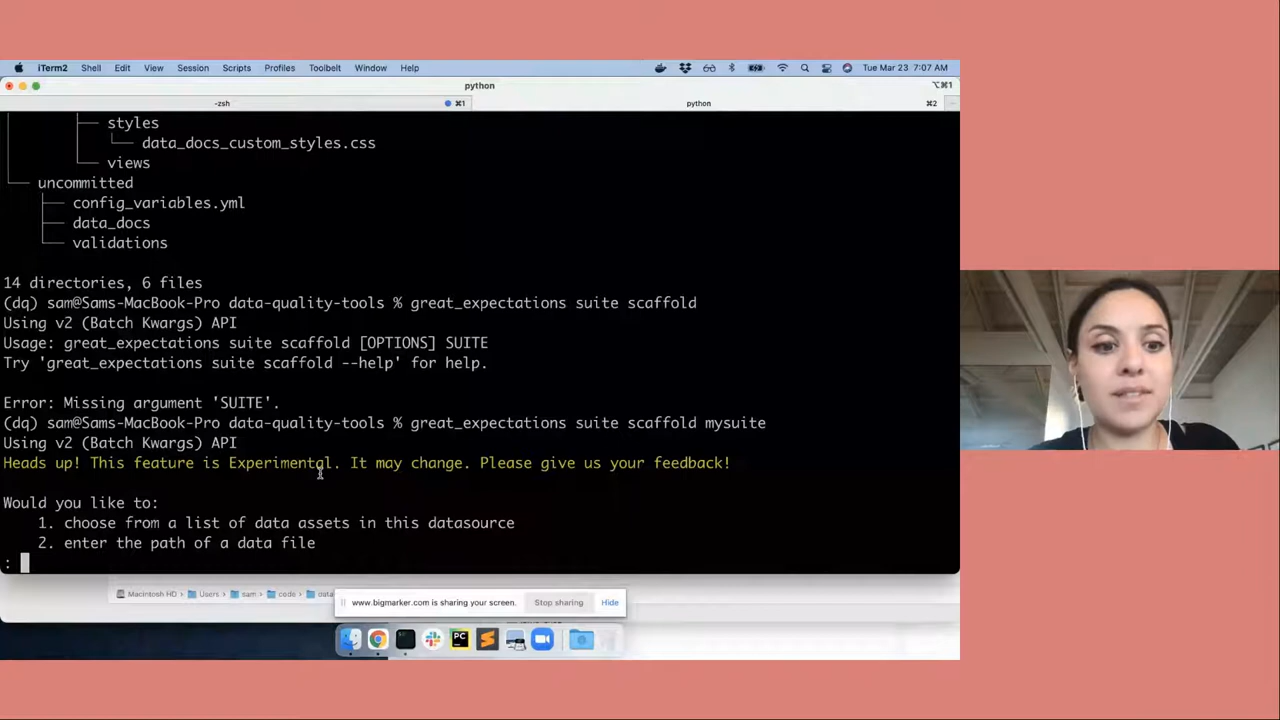 iTerm2 Shell Edit View Session Scripts Profiles Toolbelt Window Help Tue Mar 23 7:07 AM
python ⌥⌘1
-zsh ⌘1 python ⌘2
styles
data_docs_custom_styles.css
views
uncommitted
config_variables.yml
data_docs
validations
14 directories, 6 files
(dq) sam@Sams-MacBook-Pro data-quality-tools % great_expectations suite scaffold
Using v2 (Batch Kwargs) API
Usage: great_expectations suite scaffold [OPTIONS] SUITE
Try 'great_expectations suite scaffold --help' for help.
Error: Missing argument 'SUITE'.
(dq) sam@Sams-MacBook-Pro data-quality-tools % great_expectations suite scaffold mysuite
Using v2 (Batch Kwargs) API
Heads up! This feature is Experimental. It may change. Please give us your feedback!
Would you like to:
1. choose from a list of data assets in this datasource
2. enter the path of a data file
:
Macintosh HD Users sam code data
www.bigmarker.com is sharing your screen. Stop sharing Hide
PC